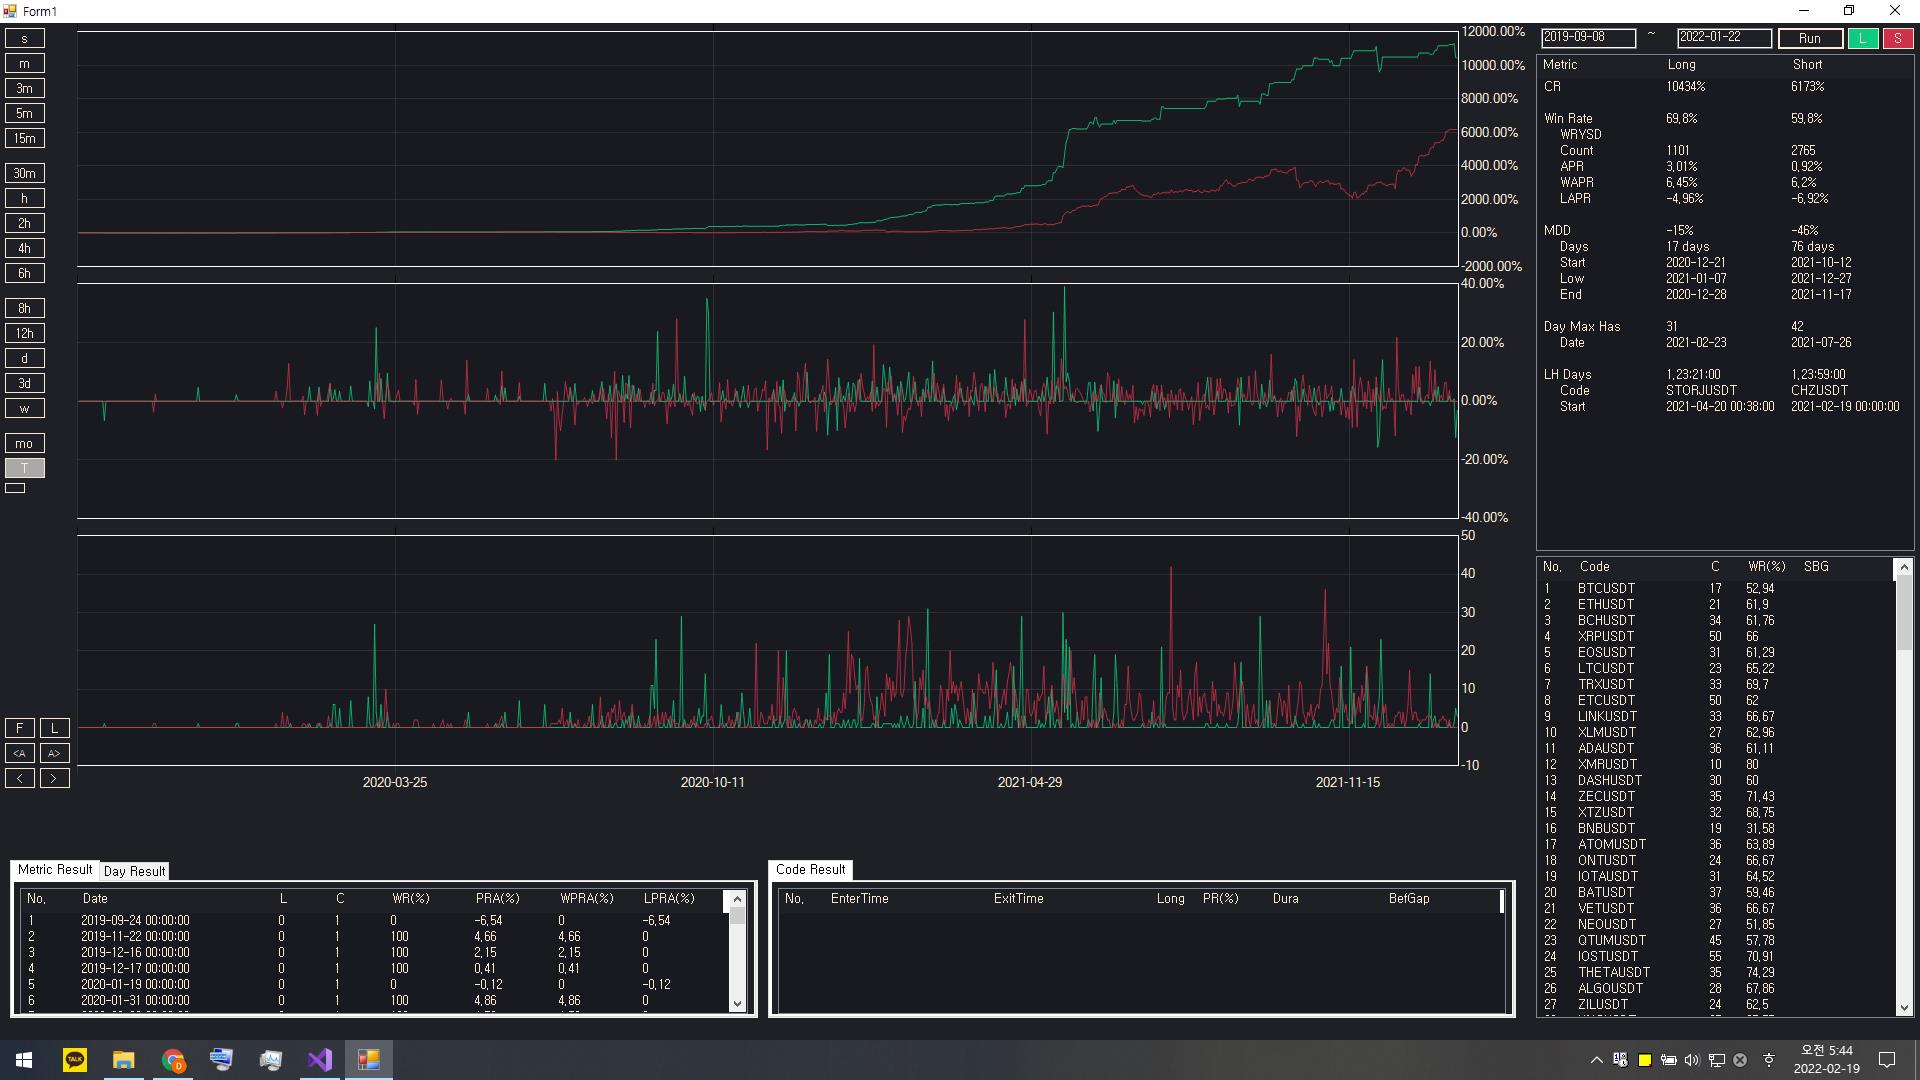 Form1
s
m
3m
5m
15m
30m
h
2h
4h
6h
8h
12h
d
3d
w
mo
T
F L
<A A>
< >
12000.00%
10000.00%
8000.00%
6000.00%
4000.00%
2000.00%
0.00%
-2000.00%
40.00%
20.00%
0.00%
-20.00%
-40.00%
50
40
30
20
10
0
-10
2020-03-25 2020-10-11 2021-04-29 2021-11-15
2019-09-08 ~ 2022-01-22 Run L S
Metric Long Short
CR 10434% 6173%
Win Rate 69,8% 59,8%
WRYSD
Count 1101 2765
APR 3,01% 0,92%
WAPR 6,45% 6,2%
LAPR -4,96% -6,92%
MDD -15% -46%
Days 17 days 76 days
Start 2020-12-21 2021-10-12
Low 2021-01-07 2021-12-27
End 2020-12-28 2021-11-17
Day Max Has 31 42
Date 2021-02-23 2021-07-26
LH Days 1,23:21:00 1,23:59:00
Code STORJUSDT CHZUSDT
Start 2021-04-20 00:38:00 2021-02-19 00:00:00
No, Code C WR(%) SBG
1 BTCUSDT 17 52,94
2 ETHUSDT 21 61,9
3 BCHUSDT 34 61,76
4 XRPUSDT 50 66
5 EOSUSDT 31 61,29
6 LTCUSDT 23 65,22
7 TRXUSDT 33 69,7
8 ETCUSDT 50 62
9 LINKUSDT 33 66,67
10 XLMUSDT 27 62,96
11 ADAUSDT 36 61,11
12 XMRUSDT 10 80
13 DASHUSDT 30 60
14 ZECUSDT 35 71,43
15 XTZUSDT 32 68,75
16 BNBUSDT 19 31,58
17 ATOMUSDT 36 63,89
18 ONTUSDT 24 66,67
19 IOTAUSDT 31 64,52
20 BATUSDT 37 59,46
21 VETUSDT 36 66,67
22 NEOUSDT 27 51,85
23 QTUMUSDT 45 57,78
24 IOSTUSDT 55 70,91
25 THETAUSDT 35 74,29
26 ALGOUSDT 28 67,86
27 ZILUSDT 24 62,5
Metric Result Day Result
No, Date L C WR(%) PRA(%) WPRA(%) LPRA(%)
1 2019-09-24 00:00:00 0 1 0 -6,54 0 -6,54
2 2019-11-22 00:00:00 0 1 100 4,66 4,66 0
3 2019-12-16 00:00:00 0 1 100 2,15 2,15 0
4 2019-12-17 00:00:00 0 1 100 0,41 0,41 0
5 2020-01-19 00:00:00 0 1 0 -0,12 0 -0,12
6 2020-01-31 00:00:00 0 1 100 4,86 4,86 0
Code Result
No, EnterTime ExitTime Long PR(%) Dura BefGap
TALK
오전 5:44
2022-02-19